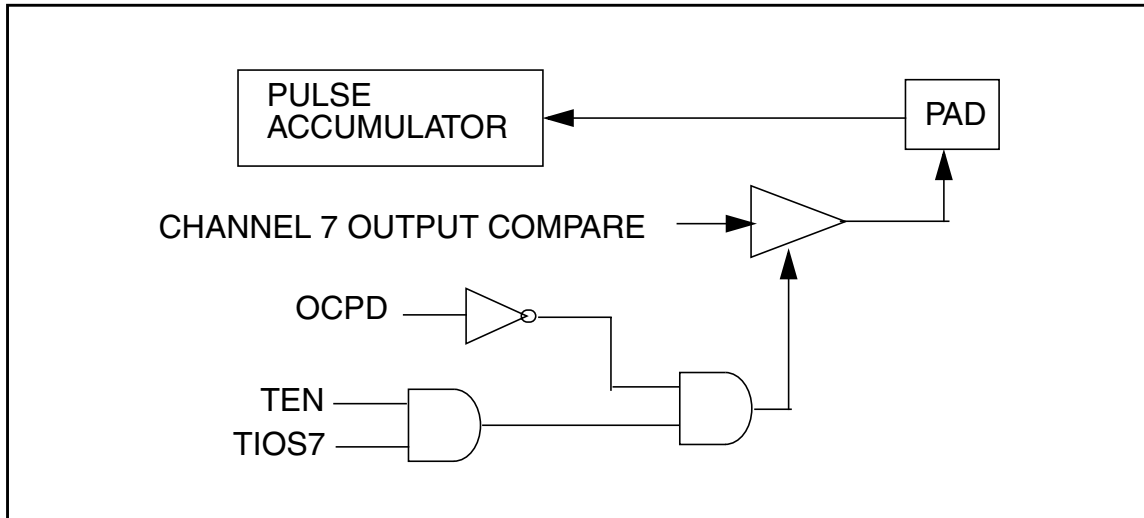 PULSE
ACCUMULATOR
PAD
CHANNEL 7 OUTPUT COMPARE
OCPD
TEN
TIOS7